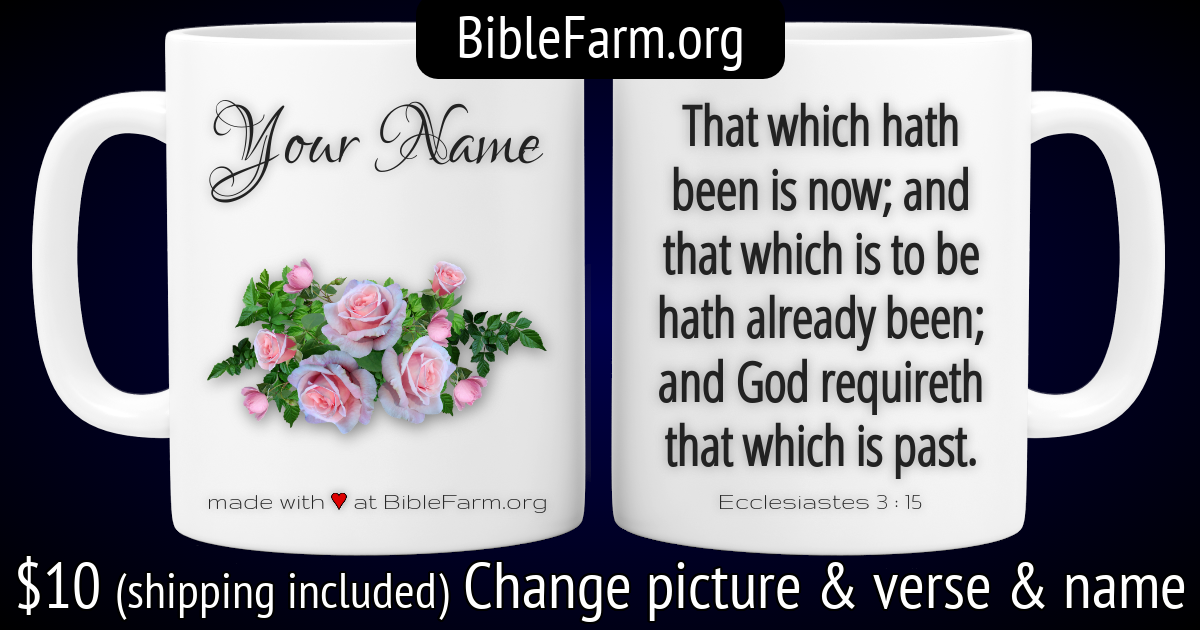 BibleFarm.org
Your Name
made with ♥ at BibleFarm.org
That which hath
been is now; and
that which is to be
hath already been;
and God requireth
that which is past.
Ecclesiastes 3 : 15
$10 (shipping included) Change picture & verse & name